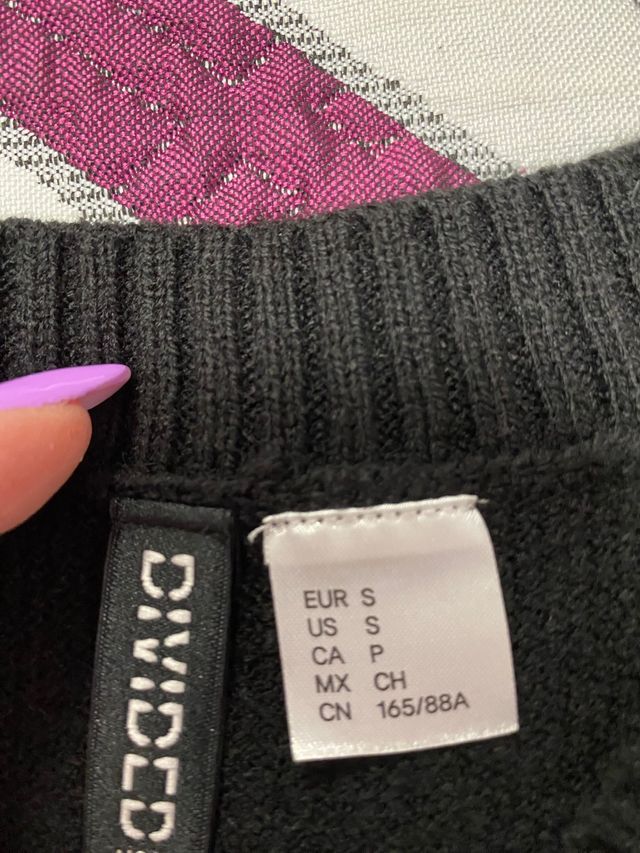 DIVIDED
EUR S
US S
CA P
MX CH
CN 165/88A